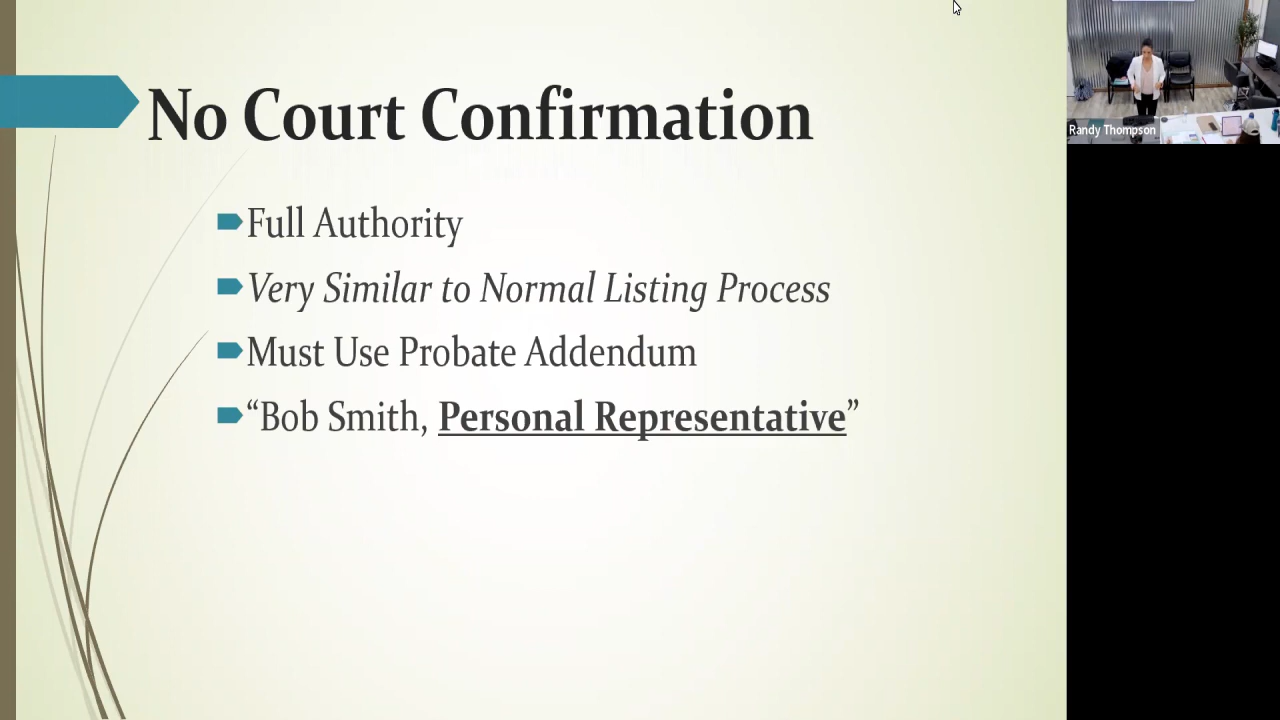 No Court Confirmation
Full Authority
Very Similar to Normal Listing Process
Must Use Probate Addendum
“Bob Smith, Personal Representative”
Randy Thompson